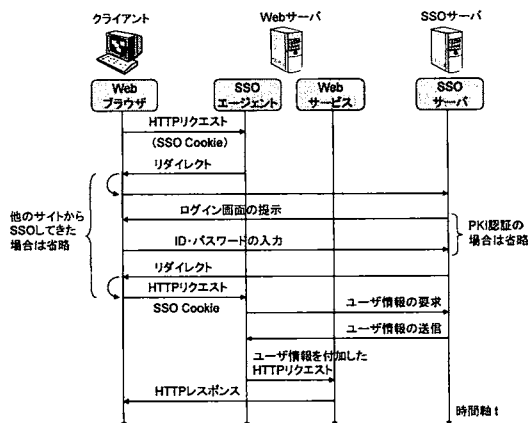 クライアント
Webサーバ
SSOサーバ
Web
ブラウザ
SSO
エージェント
Web
サービス
SSO
サーバ
HTTPリクエスト
(SSO Cookie)
リダイレクト
ログイン画面の提示
他のサイトから
SSOしてきた
場合は省略
PKI認証の
場合は省略
ID・パスワードの入力
リダイレクト
HTTPリクエスト
SSO Cookie
ユーザ情報の要求
ユーザ情報の送信
ユーザ情報を付加した
HTTPリクエスト
HTTPレスポンス
時間軸 t